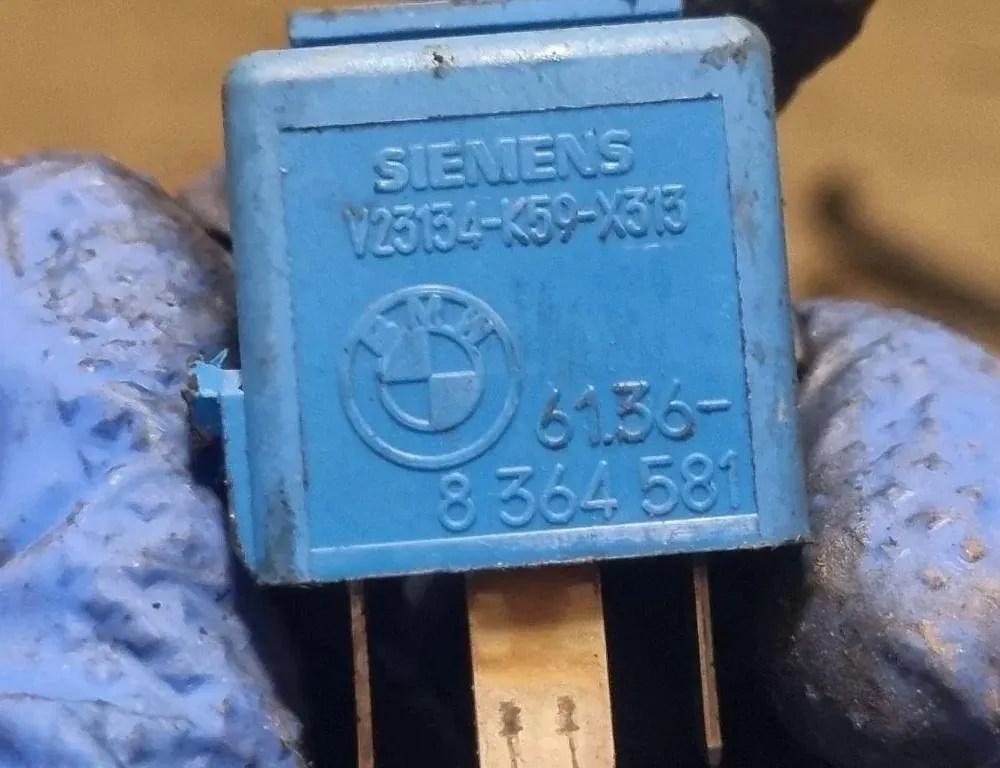 SIEMENS
V23134-K59-X313
BMW
61.36-
8 364 581